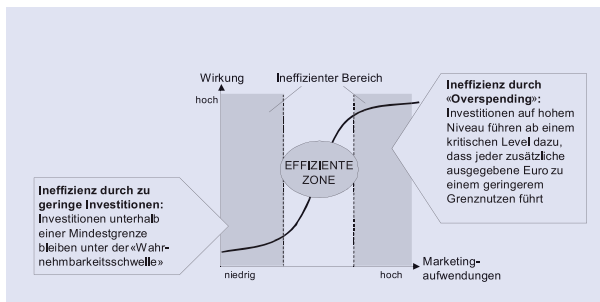 Wirkung
Ineffizienter Bereich
hoch
Ineffizienz durch
«Overspending»:
Investitionen auf hohem
Niveau führen ab einem
kritischen Level dazu,
dass jeder zusätzliche
ausgegebene Euro zu
einem geringerem
Grenznutzen führt
EFFIZIENTE
ZONE
Ineffizienz durch zu
geringe Investitionen:
Investitionen unterhalb
einer Mindestgrenze
bleiben unter der «Wahr-
nehmbarkeitsschwelle»
niedrig
hoch
Marketing-
aufwendungen